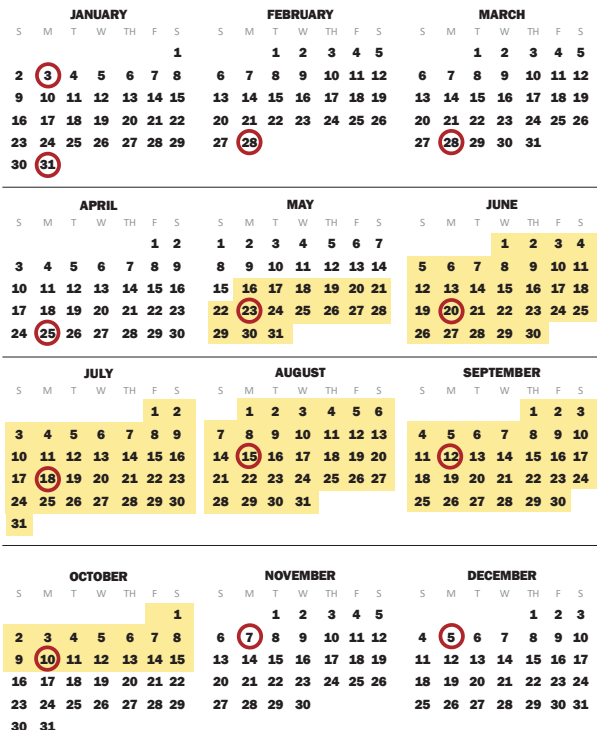 JANUARY
S M T W TH F S
1
2 3 4 5 6 7 8
9 10 11 12 13 14 15
16 17 18 19 20 21 22
23 24 25 26 27 28 29
30 31
FEBRUARY
S M T W TH F S
1 2 3 4 5
6 7 8 9 10 11 12
13 14 15 16 17 18 19
20 21 22 23 24 25 26
27 28
MARCH
S M T W TH F S
1 2 3 4 5
6 7 8 9 10 11 12
13 14 15 16 17 18 19
20 21 22 23 24 25 26
27 28 29 30 31
APRIL
S M T W TH F S
1 2
3 4 5 6 7 8 9
10 11 12 13 14 15 16
17 18 19 20 21 22 23
24 25 26 27 28 29 30
MAY
S M T W TH F S
1 2 3 4 5 6 7
8 9 10 11 12 13 14
15 16 17 18 19 20 21
22 23 24 25 26 27 28
29 30 31
JUNE
S M T W TH F S
1 2 3 4
5 6 7 8 9 10 11
12 13 14 15 16 17 18
19 20 21 22 23 24 25
26 27 28 29 30
JULY
S M T W TH F S
1 2
3 4 5 6 7 8 9
10 11 12 13 14 15 16
17 18 19 20 21 22 23
24 25 26 27 28 29 30
31
AUGUST
S M T W TH F S
1 2 3 4 5 6
7 8 9 10 11 12 13
14 15 16 17 18 19 20
21 22 23 24 25 26 27
28 29 30 31
SEPTEMBER
S M T W TH F S
1 2 3
4 5 6 7 8 9 10
11 12 13 14 15 16 17
18 19 20 21 22 23 24
25 26 27 28 29 30
OCTOBER
S M T W TH F S
1
2 3 4 5 6 7 8
9 10 11 12 13 14 15
16 17 18 19 20 21 22
23 24 25 26 27 28 29
30 31
NOVEMBER
S M T W TH F S
1 2 3 4 5
6 7 8 9 10 11 12
13 14 15 16 17 18 19
20 21 22 23 24 25 26
27 28 29 30
DECEMBER
S M T W TH F S
1 2 3
4 5 6 7 8 9 10
11 12 13 14 15 16 17
18 19 20 21 22 23 24
25 26 27 28 29 30 31